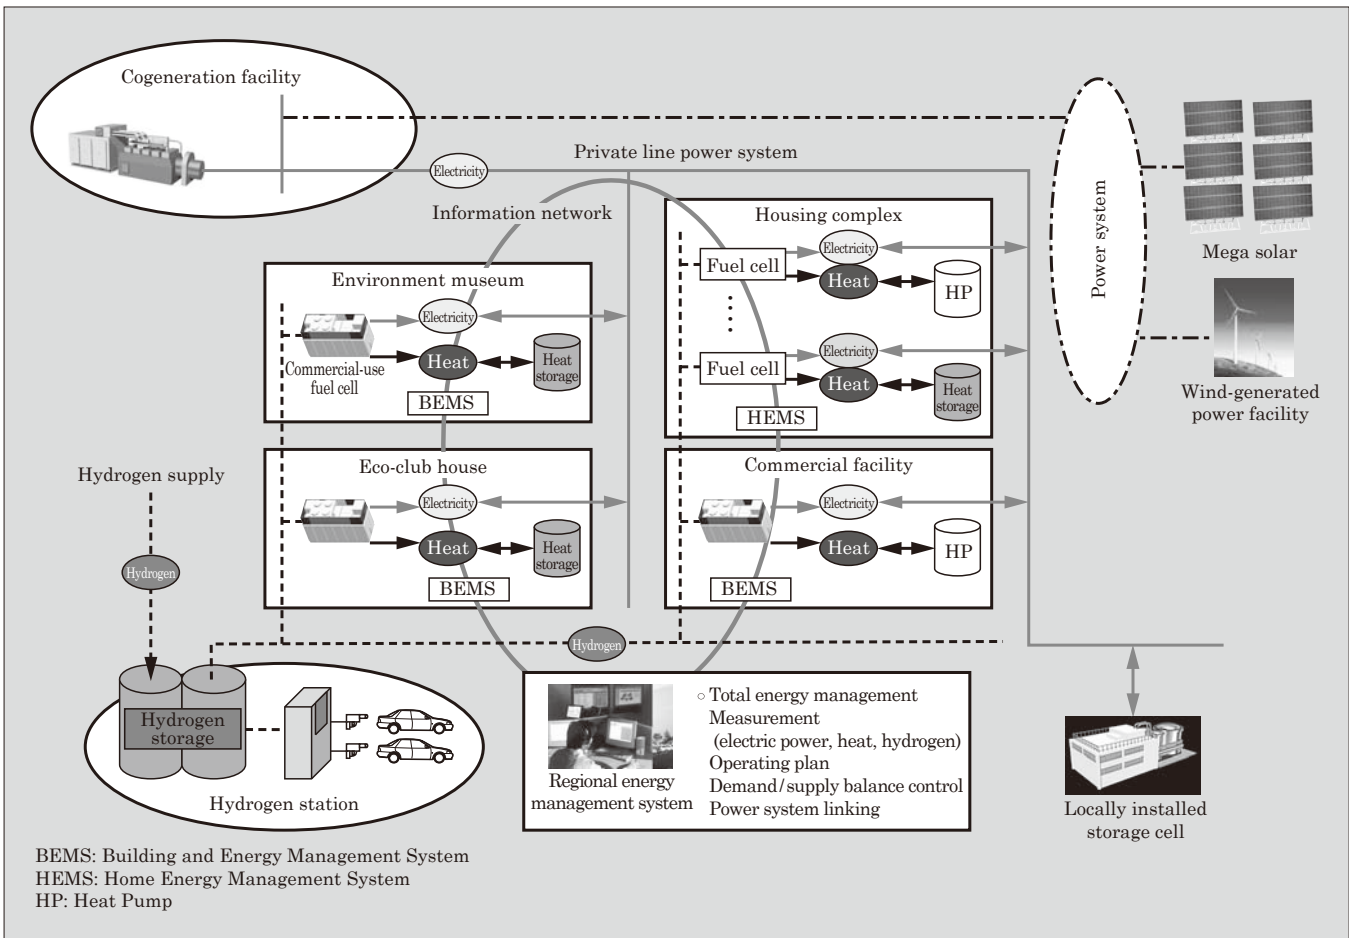 Cogeneration facility
Electricity
Private line power system
Information network
Power system
Mega solar
Wind-generated
power facility
Environment museum
Electricity
Heat
Heat
storage
Commercial-use
fuel cell
BEMS
Housing complex
Fuel cell
Electricity
Heat
HP
Fuel cell
Electricity
Heat
Heat
storage
HEMS
Eco-club house
Electricity
Heat
Heat
storage
BEMS
Commercial facility
Electricity
Heat
HP
BEMS
Hydrogen supply
Hydrogen
Hydrogen
Hydrogen
storage
Hydrogen station
Regional energy
management system
○ Total energy management
Measurement
(electric power, heat, hydrogen)
Operating plan
Demand/supply balance control
Power system linking
Locally installed
storage cell
BEMS: Building and Energy Management System
HEMS: Home Energy Management System
HP: Heat Pump